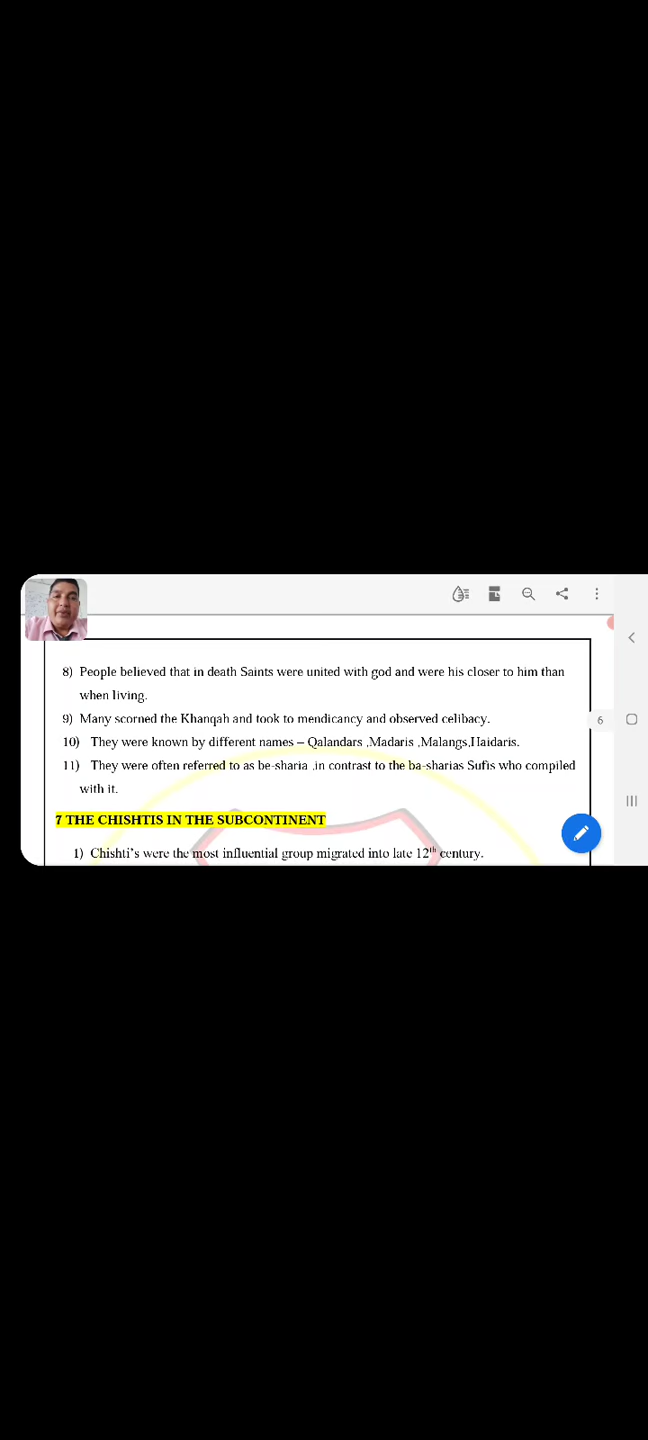 8) People believed that in death Saints were united with god and were his closer to him than
when living.
9) Many scorned the Khanqah and took to mendicancy and observed celibacy.
6
10) They were known by different names – Qalandars ,Madaris ,Malangs,Haidaris.
11) They were often referred to as be-sharia ,in contrast to the ba-sharias Sufis who compiled
with it.
7 THE CHISHTIS IN THE SUBCONTINENT
1) Chishti's were the most influential group migrated into late 12th century.